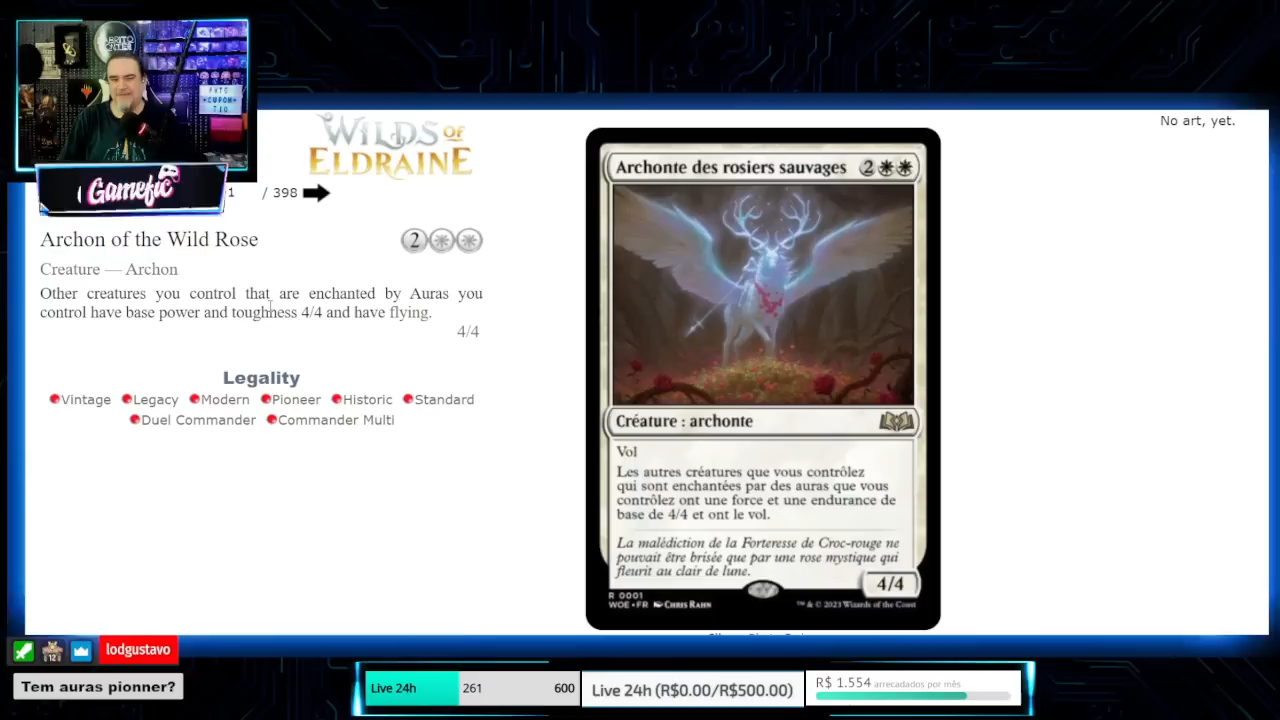 No art, yet.
WILDS OF
ELDRAINE
Gamefic
1 / 398
Archonte des rosiers sauvages 2
Archon of the Wild Rose 2
Creature — Archon
Other creatures you control that are enchanted by Auras you
control have base power and toughness 4/4 and have flying.
4/4
Legality
Vintage Legacy Modern Pioneer Historic Standard
Duel Commander Commander Multi
Créature : archonte
Vol
Les autres créatures que vous contrôlez
qui sont enchantées par des auras que vous
contrôlez ont une force et une endurance de
base de 4/4 et ont le vol.
La malédiction de la Forteresse de Croc-rouge ne
pouvait être brisée que par une rose mystique qui
fleurit au clair de lune.
4/4
R 0001
WOE • FR Chris Rahn
™ & © 2023 Wizards of the Coast
12
lodgustavo
Tem auras pionner?
Live 24h 261 600
Live 24h (R$0.00/R$500.00)
R$ 1.554 arrecadados por mês